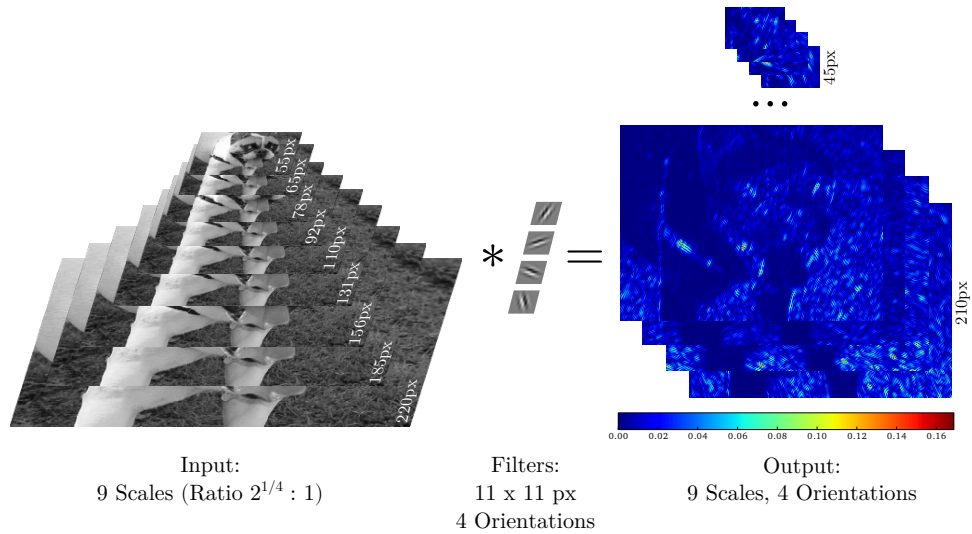 45px
• • •
55px
65px
78px
92px
110px
131px
156px
185px
220px
* =
210px
0.00 0.02 0.04 0.06 0.08 0.10 0.12 0.14 0.16
Input:
9 Scales (Ratio 2^{1/4} : 1)
Filters:
11 x 11 px
4 Orientations
Output:
9 Scales, 4 Orientations